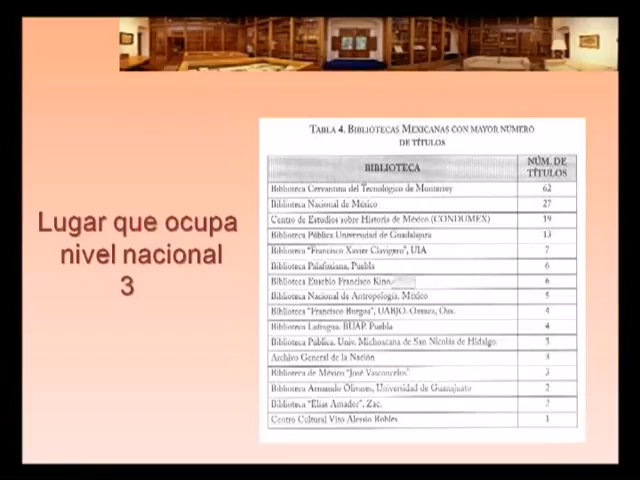 Lugar que ocupa
nivel nacional
3
TABLA 4. BIBLIOTECAS MEXICANAS CON MAYOR NÚMERO
DE TÍTULOS
BIBLIOTECA NÚM. DE TÍTULOS
Biblioteca Cervantina del Tecnológico de Monterrey 62
Biblioteca Nacional de México 27
Centro de Estudios sobre Historia de México (CONDUMEX) 19
Biblioteca Pública. Universidad de Guadalajara 13
Biblioteca "Francisco Xavier Clavigero", UIA 7
Biblioteca Palafoxiana, Puebla 6
Biblioteca Eusebio Francisco Kino 6
Biblioteca Nacional de Antropología. México 5
Biblioteca "Francisco Burgoa", UABJO. Oaxaca, Oax. 4
Biblioteca Lafragua. BUAP. Puebla 4
Biblioteca Pública. Univ. Michoacana de San Nicolás de Hidalgo. 3
Archivo General de la Nación 3
Biblioteca de México "José Vasconcelos" 3
Biblioteca Armando Olivares, Universidad de Guanajuato 2
Biblioteca "Elías Amador", Zac. 2
Centro Cultural Vito Alessio Robles 1